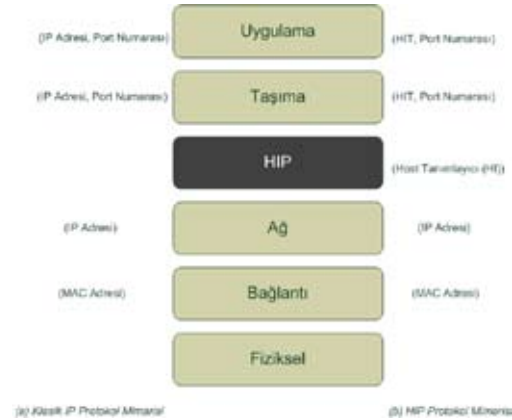 Uygulama
(IP Adresi, Port Numarası)
(HIT, Port Numarası)
Taşıma
(IP Adresi, Port Numarası)
(HIT, Port Numarası)
HIP
(Host Tanımlayıcı (HI))
Ağ
(IP Adresi)
(IP Adresi)
Bağlantı
(MAC Adresi)
(MAC Adresi)
Fiziksel
(a) Klasik IP Protokol Mimarisi
(b) HIP Protokol Mimarisi